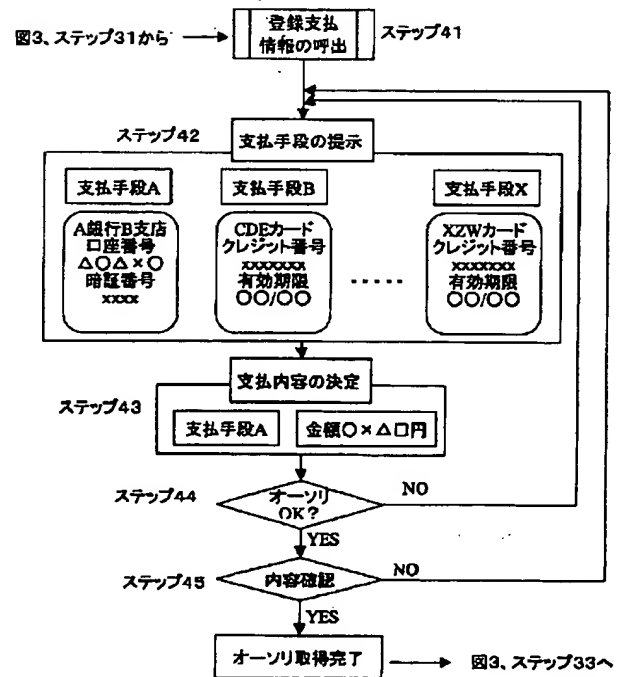 図3、ステップ31から
登録支払
情報の呼出
ステップ41
ステップ42
支払手段の提示
支払手段A
支払手段B
支払手段X
A銀行B支店
口座番号
△○△×○
暗証番号
xxxx
CDEカード
クレジット番号
xxxxxxx
有効期限
○○/○○
.....
XZWカード
クレジット番号
xxxxxxx
有効期限
○○/○○
支払内容の決定
ステップ43
支払手段A
金額○×△□円
ステップ44
オーソリ
OK?
NO
YES
ステップ45
内容確認
NO
YES
オーソリ取得完了
図3、ステップ33へ